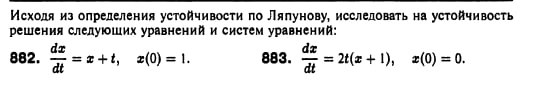 Исходя из определения устойчивости по Ляпунову, исследовать на устойчивость
решения следующих уравнений и систем уравнений:
882. dx/dt = x + t, x(0) = 1. 883. dx/dt = 2t(x + 1), x(0) = 0.